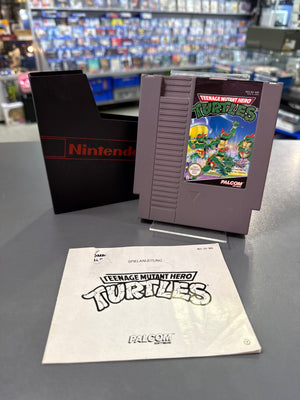 Nintendo
TEENAGE MUTANT HERO
TURTLES
PALCOM
SPIELANLEITUNG
TEENAGE MUTANT HERO
TURTLES
PALCOM